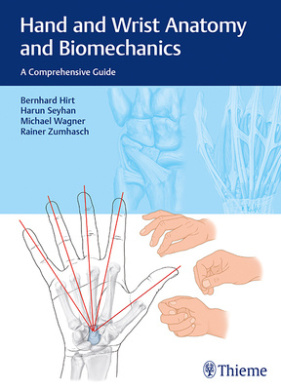 Hand and Wrist Anatomy
and Biomechanics
A Comprehensive Guide
Bernhard Hirt
Harun Seyhan
Michael Wagner
Rainer Zumhasch
Thieme